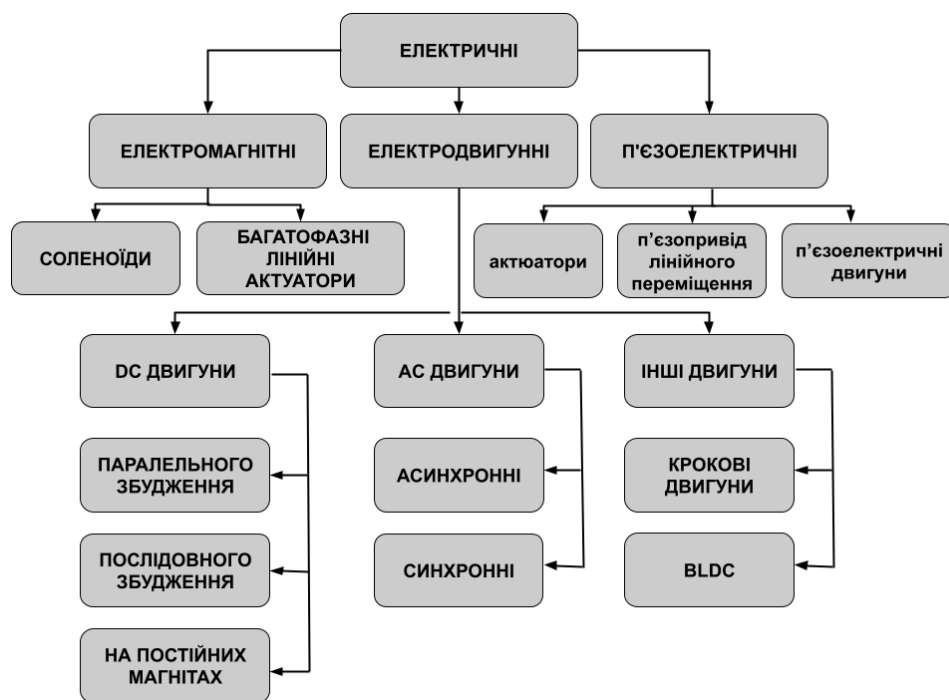 ЕЛЕКТРИЧНІ
ЕЛЕКТРОМАГНІТНІ
ЕЛЕКТРОДВИГУННІ
П'ЄЗОЕЛЕКТРИЧНІ
СОЛЕНОЇДИ
БАГАТОФАЗНІ
ЛІНІЙНІ
АКТУАТОРИ
актюатори
п'єзопривід
лінійного
переміщення
п'єзоелектричні
двигуни
DC ДВИГУНИ
АС ДВИГУНИ
ІНШІ ДВИГУНИ
ПАРАЛЕЛЬНОГО
ЗБУДЖЕННЯ
АСИНХРОННІ
КРОКОВІ
ДВИГУНИ
ПОСЛІДОВНОГО
ЗБУДЖЕННЯ
СИНХРОННІ
BLDC
НА ПОСТІЙНИХ
МАГНІТАХ